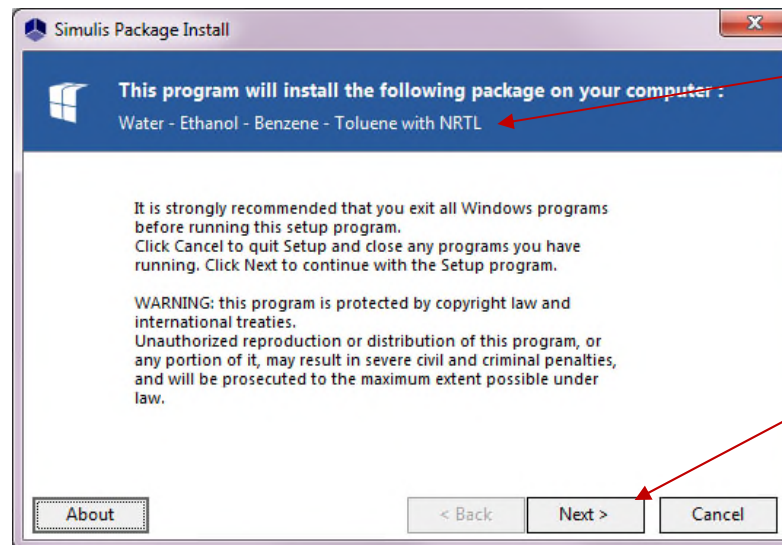 Simulis Package Install
This program will install the following package on your computer :
Water - Ethanol - Benzene - Toluene with NRTL
It is strongly recommended that you exit all Windows programs
before running this setup program.
Click Cancel to quit Setup and close any programs you have
running. Click Next to continue with the Setup program.
WARNING: this program is protected by copyright law and
international treaties.
Unauthorized reproduction or distribution of this program, or
any portion of it, may result in severe civil and criminal penalties,
and will be prosecuted to the maximum extent possible under
law.
About < Back Next > Cancel